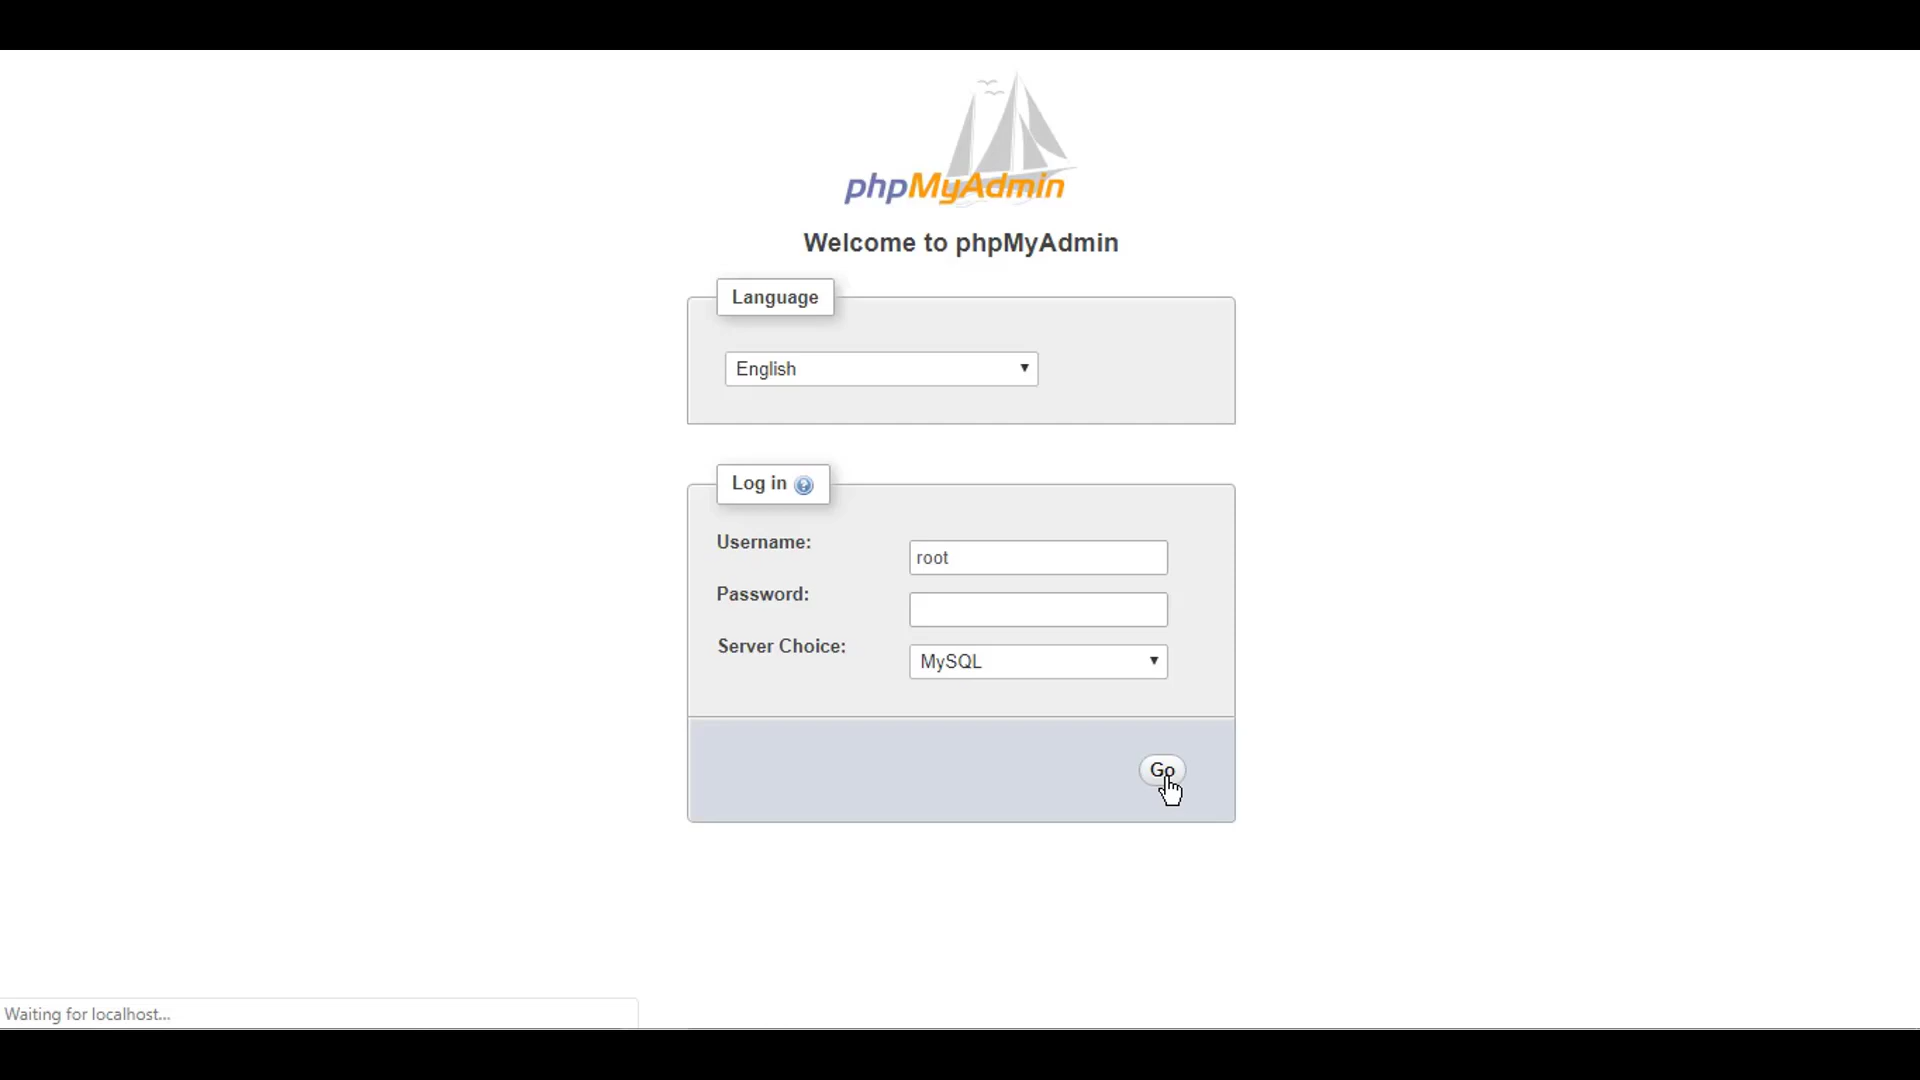 phpMyAdmin
Welcome to phpMyAdmin
Language
English
Log in
Username:
root
Password:
Server Choice:
MySQL
Go
Waiting for localhost...